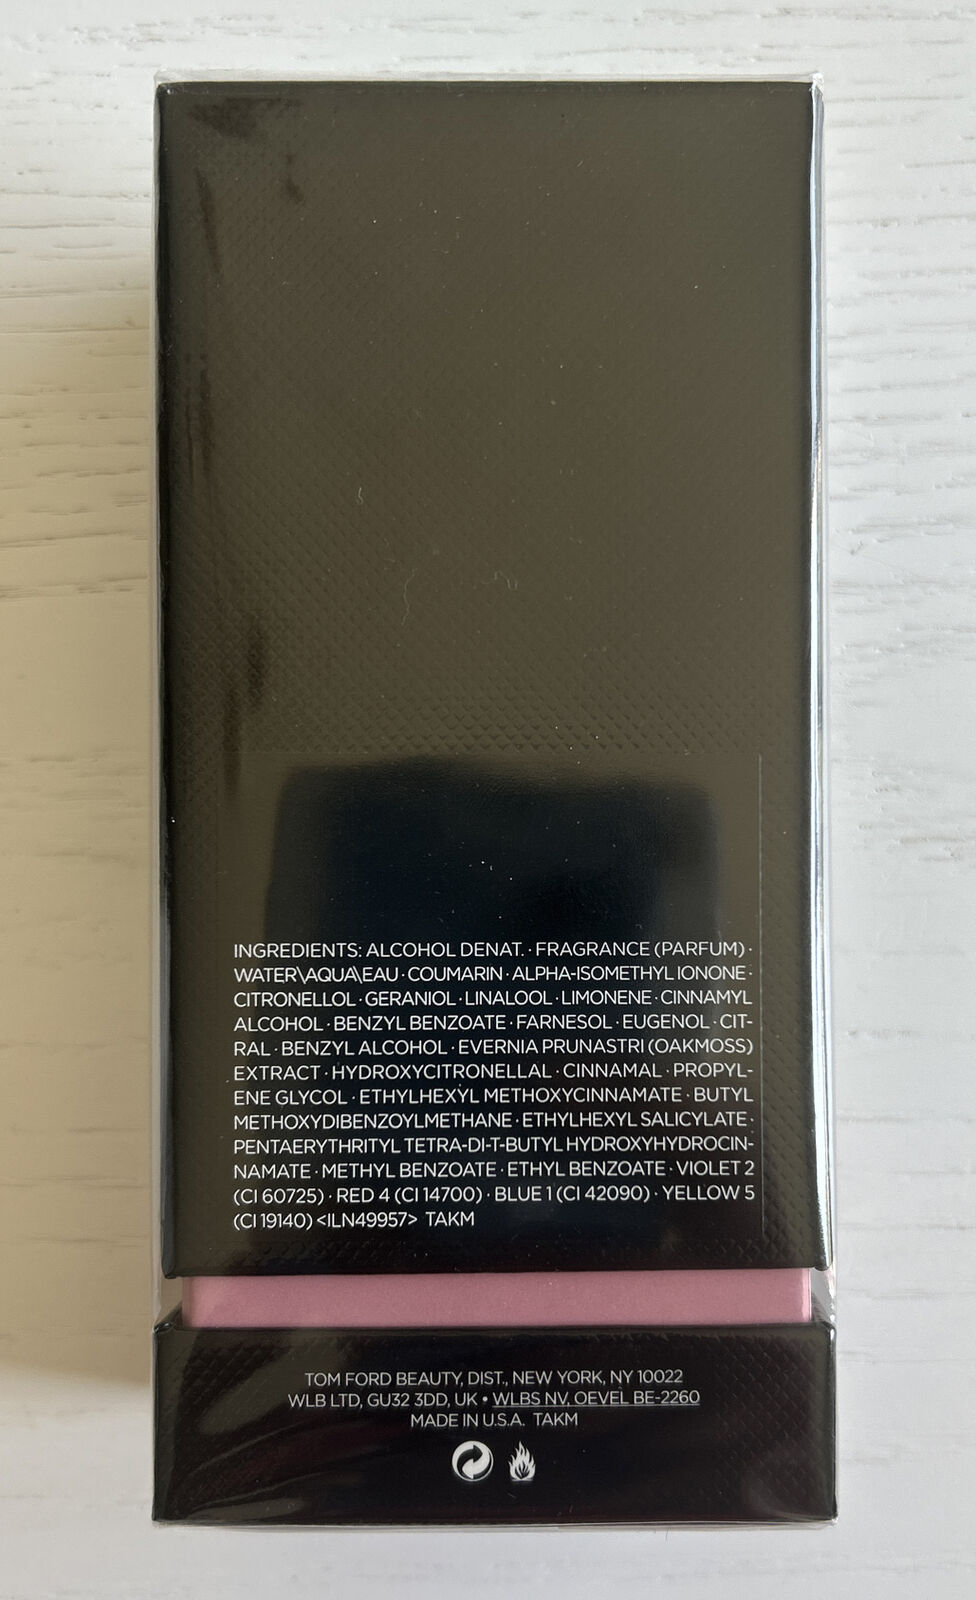 INGREDIENTS: ALCOHOL DENAT. · FRAGRANCE (PARFUM) ·
WATER\AQUA\EAU · COUMARIN · ALPHA-ISOMETHYL IONONE ·
CITRONELLOL · GERANIOL · LINALOOL · LIMONENE · CINNAMYL
ALCOHOL · BENZYL BENZOATE · FARNESOL · EUGENOL · CIT-
RAL · BENZYL ALCOHOL · EVERNIA PRUNASTRI (OAKMOSS)
EXTRACT · HYDROXYCITRONELLAL · CINNAMAL · PROPYL-
ENE GLYCOL · ETHYLHEXYL METHOXYCINNAMATE · BUTYL
METHOXYDIBENZOYLMETHANE · ETHYLHEXYL SALICYLATE ·
PENTAERYTHRITYL TETRA-DI-T-BUTYL HYDROXYHYDROCIN-
NAMATE · METHYL BENZOATE · ETHYL BENZOATE · VIOLET 2
(CI 60725) · RED 4 (CI 14700) · BLUE 1 (CI 42090) · YELLOW 5
(CI 19140) <ILN49957> TAKM
TOM FORD BEAUTY, DIST., NEW YORK, NY 10022
WLB LTD, GU32 3DD, UK • WLBS NV, OEVEL BE-2260
MADE IN U.S.A. TAKM